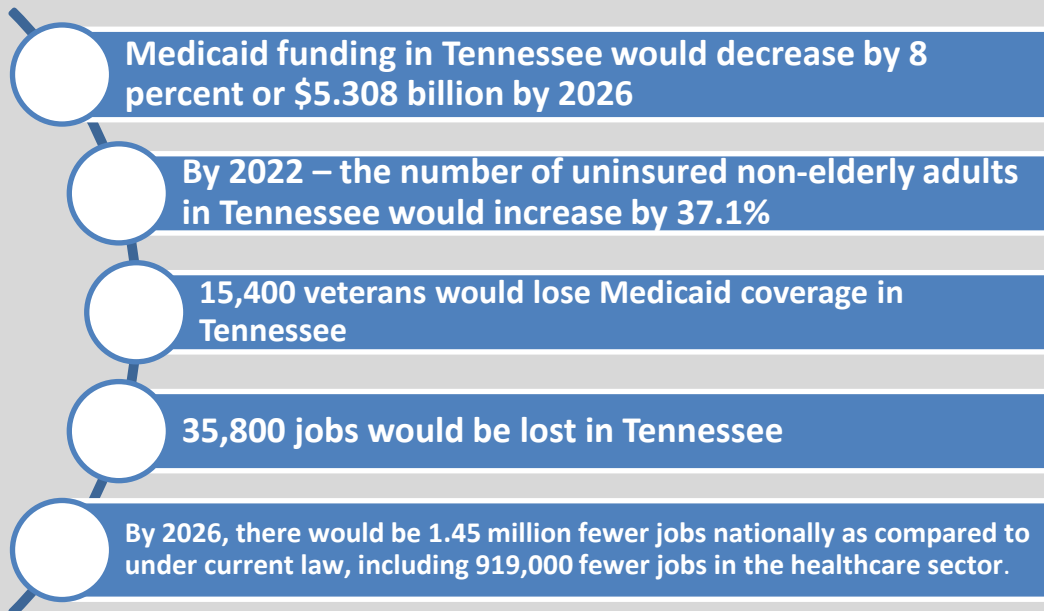 Medicaid funding in Tennessee would decrease by 8
percent or $5.308 billion by 2026
By 2022 – the number of uninsured non-elderly adults
in Tennessee would increase by 37.1%
15,400 veterans would lose Medicaid coverage in
Tennessee
35,800 jobs would be lost in Tennessee
By 2026, there would be 1.45 million fewer jobs nationally as compared to
under current law, including 919,000 fewer jobs in the healthcare sector.